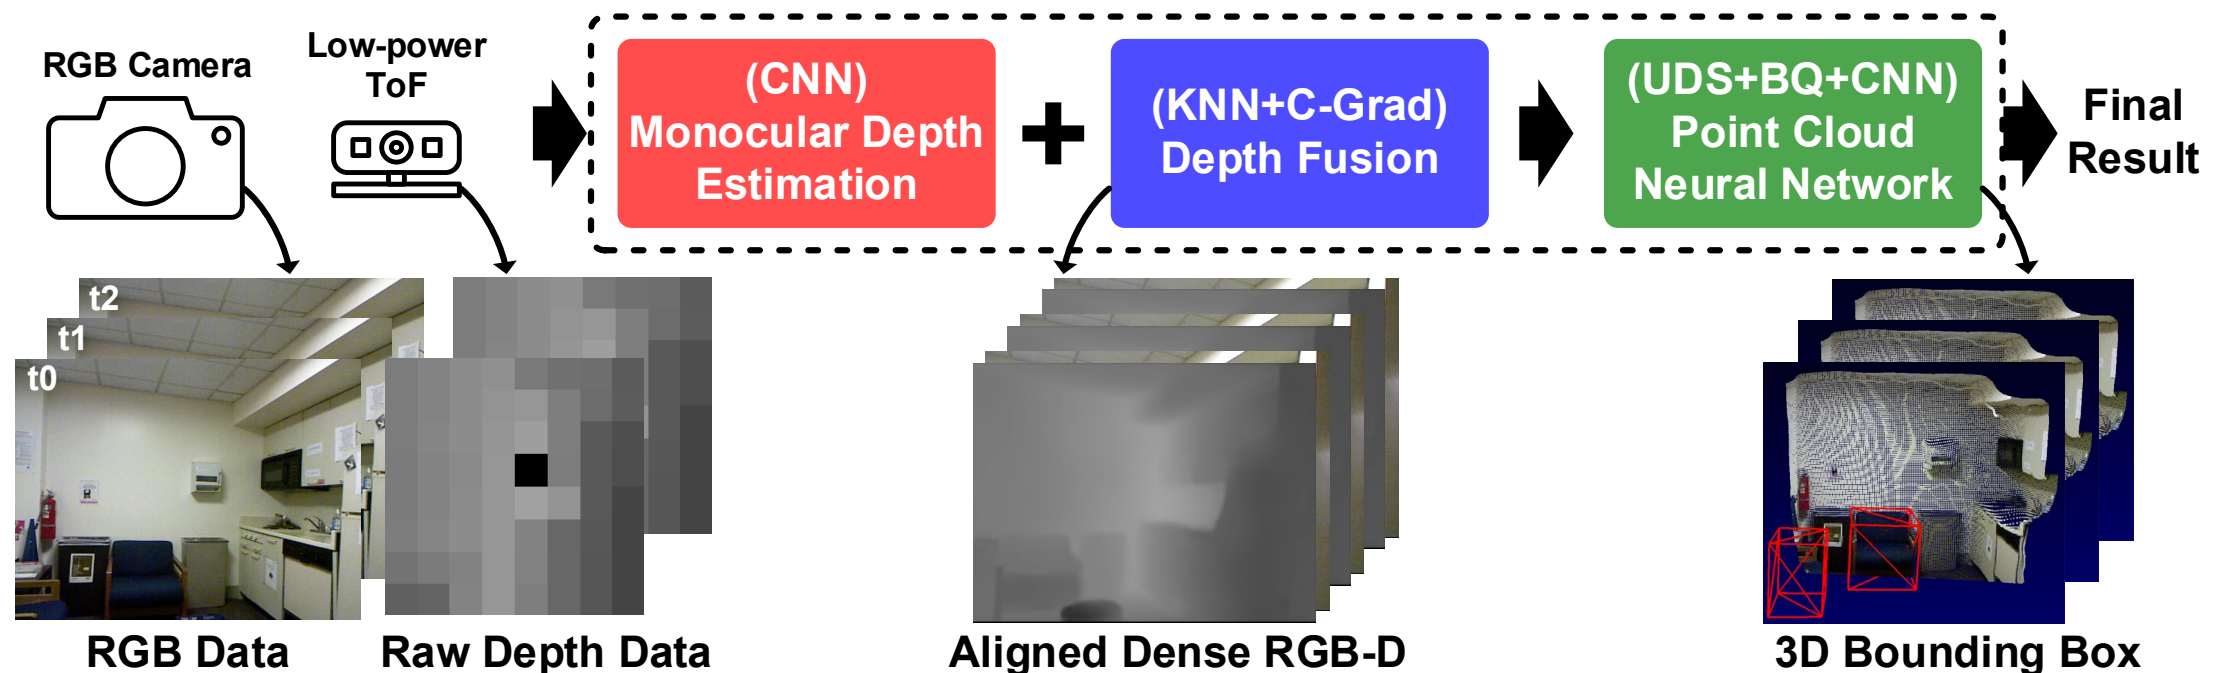 RGB Camera
Low-power
ToF
(CNN)
Monocular Depth
Estimation
+
(KNN+C-Grad)
Depth Fusion
(UDS+BQ+CNN)
Point Cloud
Neural Network
Final
Result
t2
t1
t0
RGB Data
Raw Depth Data
Aligned Dense RGB-D
3D Bounding Box